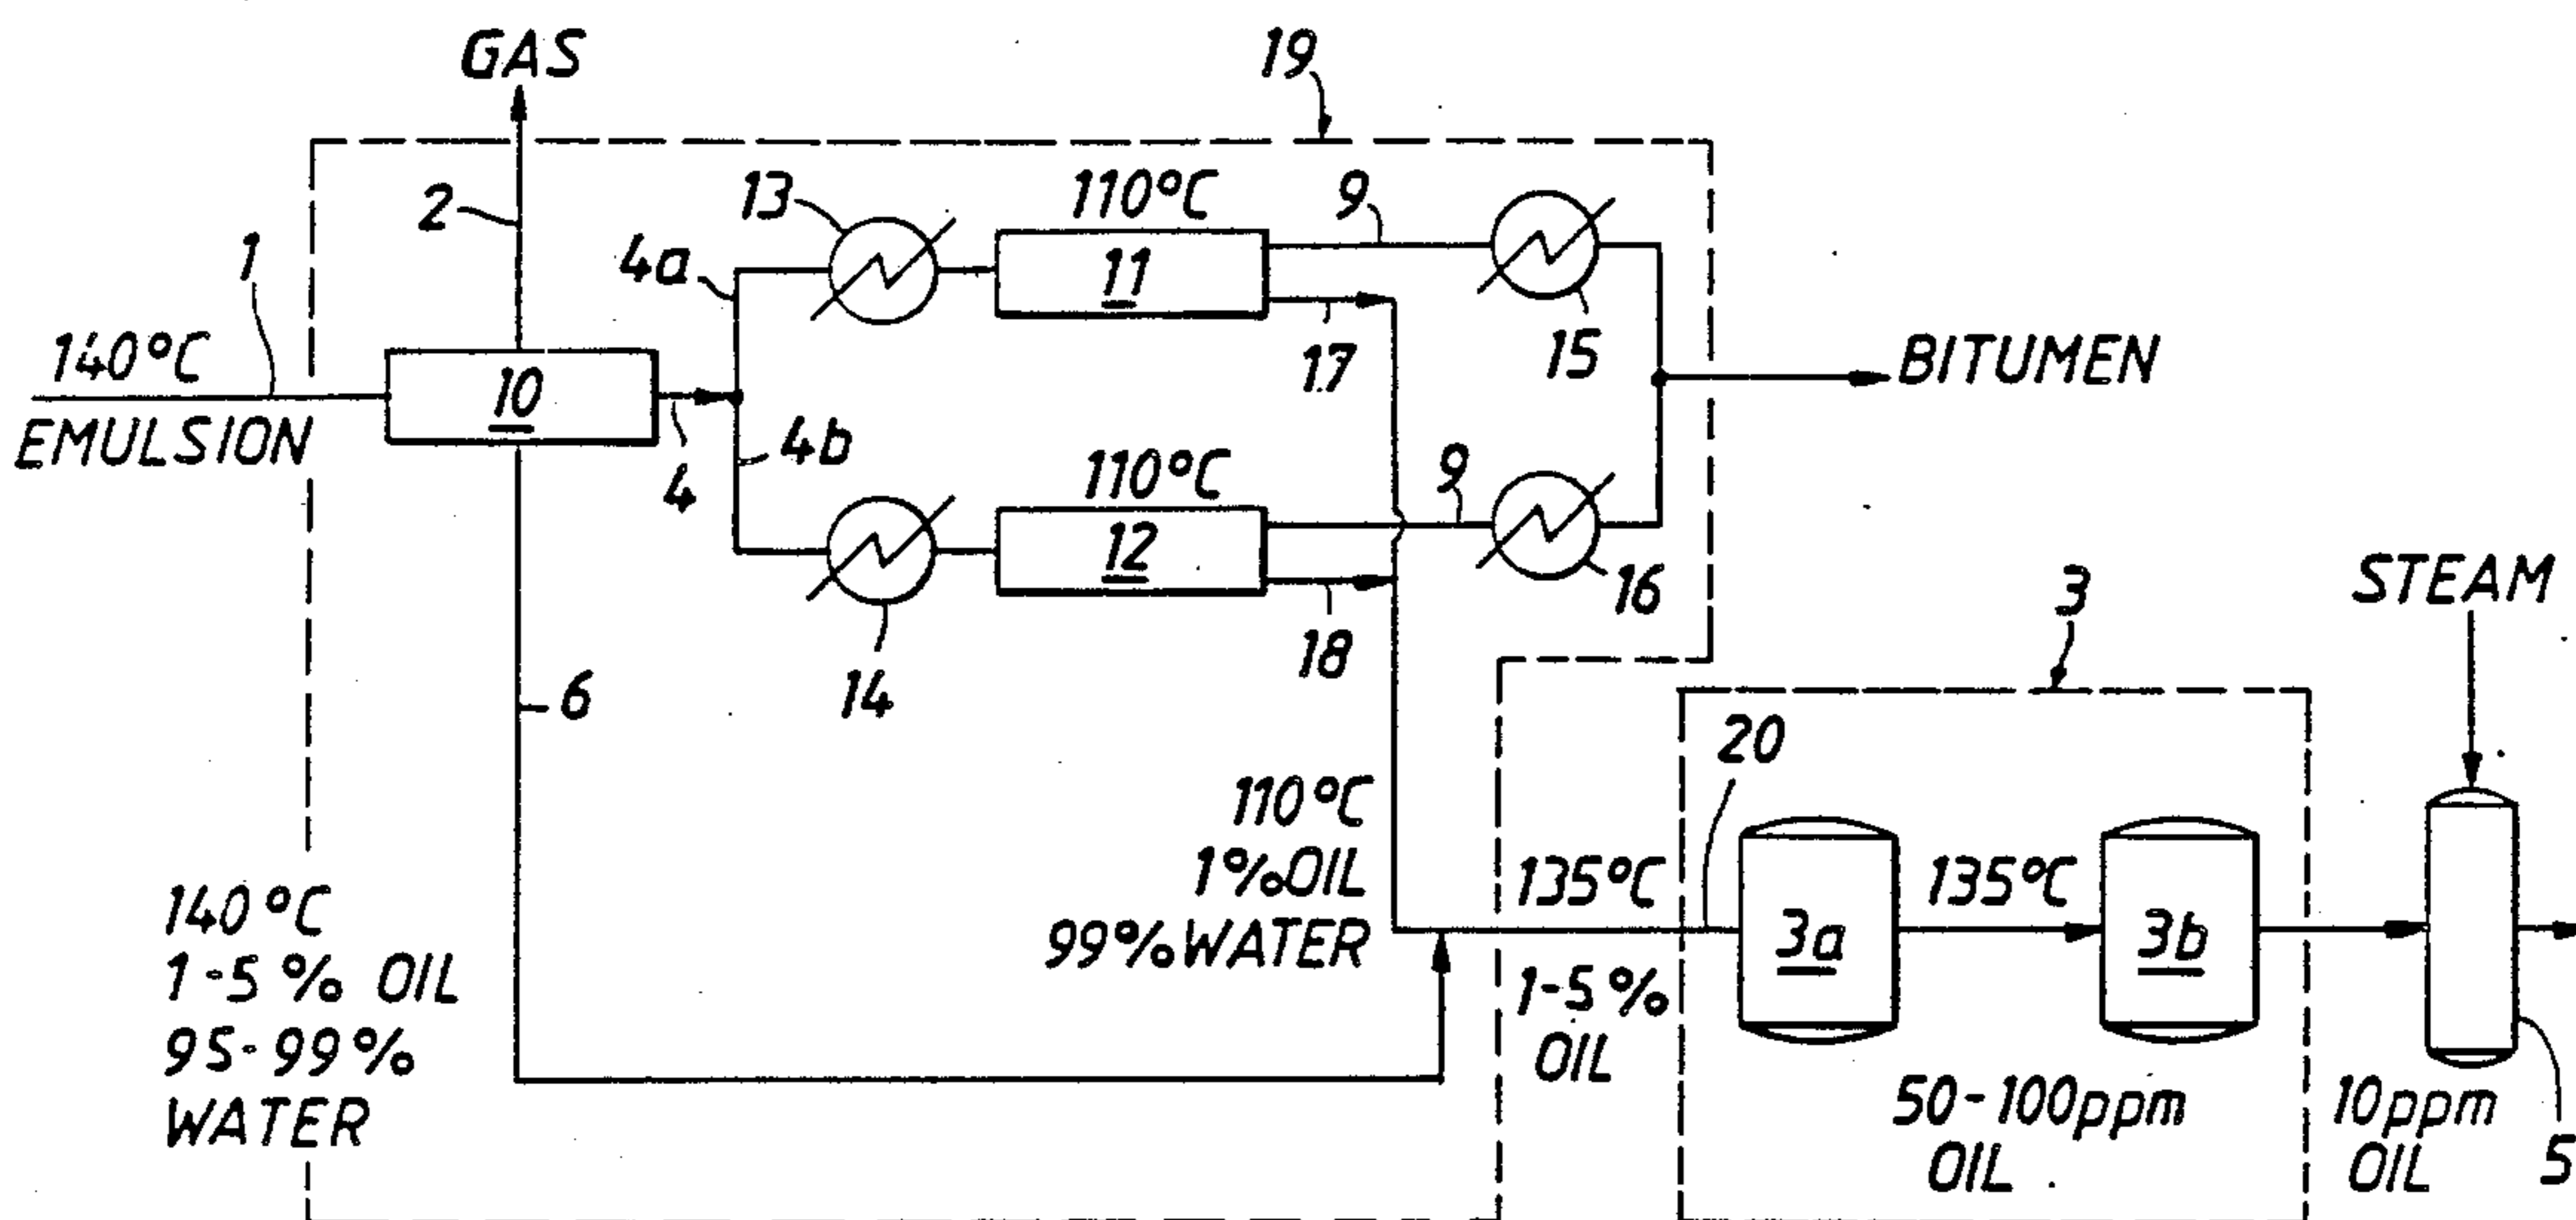 GAS
19
2
13
110°C
9
1
4a
11
140°C
17
15
BITUMEN
10
EMULSION
4
4b
110°C
9
12
16
3
STEAM
18
14
6
20
110°C
1% OIL
99% WATER
135°C
135°C
3a
3b
140°C
1-5% OIL
95-99%
WATER
1-5%
OIL
50-100ppm
OIL
10ppm
OIL
5